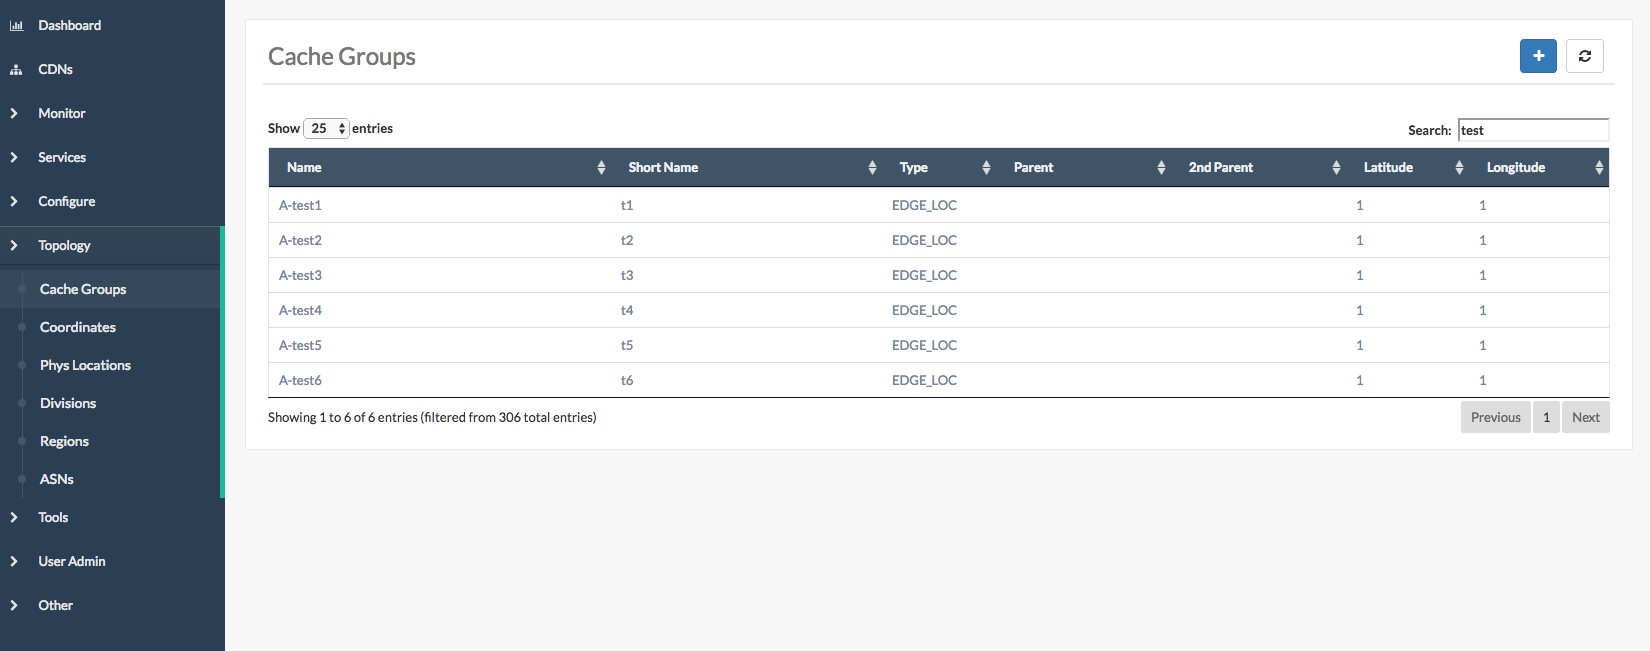 Dashboard
CDNs
Monitor
Services
Configure
Topology
Cache Groups
Coordinates
Phys Locations
Divisions
Regions
ASNs
Tools
User Admin
Other
Cache Groups
Show 25 entries
Search: test
Name Short Name Type Parent 2nd Parent Latitude Longitude
A-test1 t1 EDGE_LOC 1 1
A-test2 t2 EDGE_LOC 1 1
A-test3 t3 EDGE_LOC 1 1
A-test4 t4 EDGE_LOC 1 1
A-test5 t5 EDGE_LOC 1 1
A-test6 t6 EDGE_LOC 1 1
Showing 1 to 6 of 6 entries (filtered from 306 total entries)
Previous 1 Next